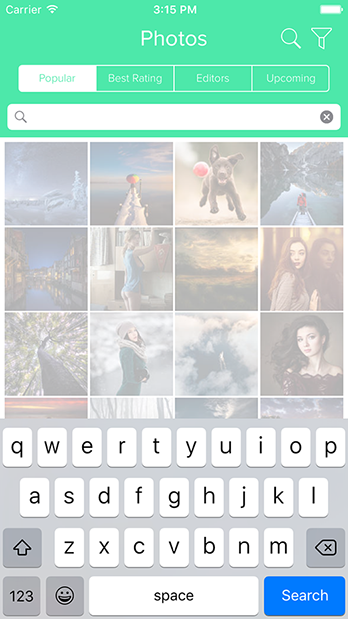 Carrier 3:15 PM
Photos
Popular Best Rating Editors Upcoming
q w e r t y u i o p
a s d f g h j k l
z x c v b n m
123 space Search